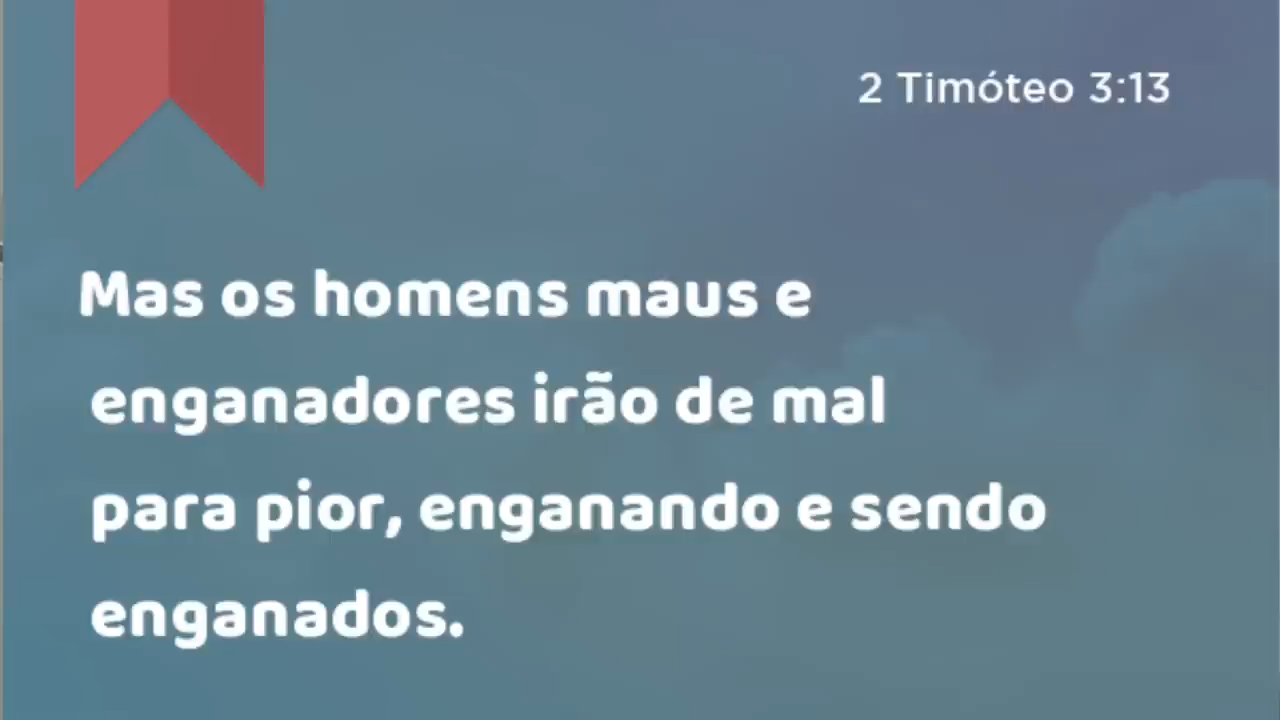 2 Timóteo 3:13
Mas os homens maus e
enganadores irão de mal
para pior, enganando e sendo
enganados.